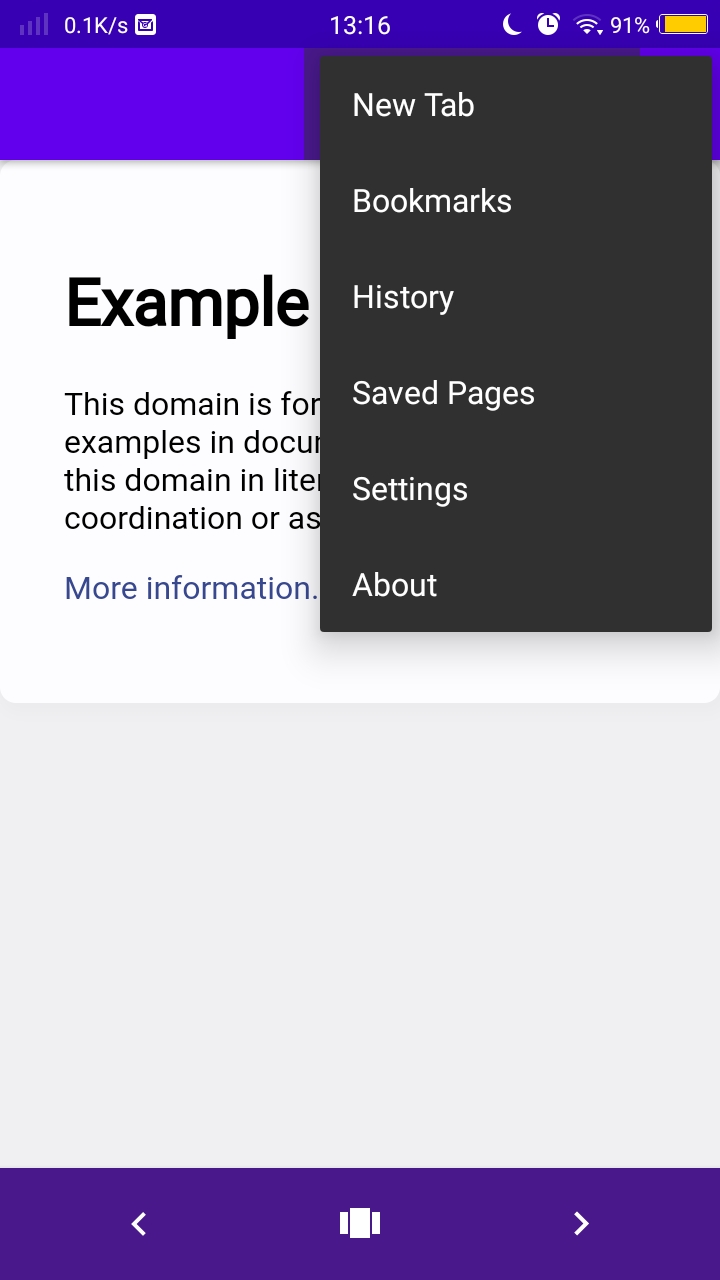 0.1K/s
13:16
91%
New Tab
Bookmarks
History
Saved Pages
Settings
About
Example
This domain is for
examples in docu
this domain in lite
coordination or as
More information.